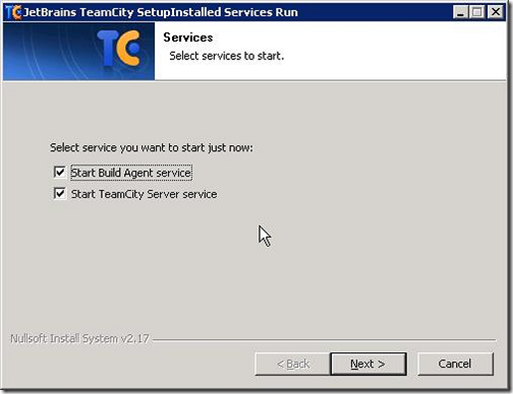 TC JetBrains TeamCity SetupInstalled Services Run
Services
Select services to start.
TC
Select service you want to start just now:
Start Build Agent service
Start TeamCity Server service
Nullsoft Install System v2.17
< Back
Next >
Cancel